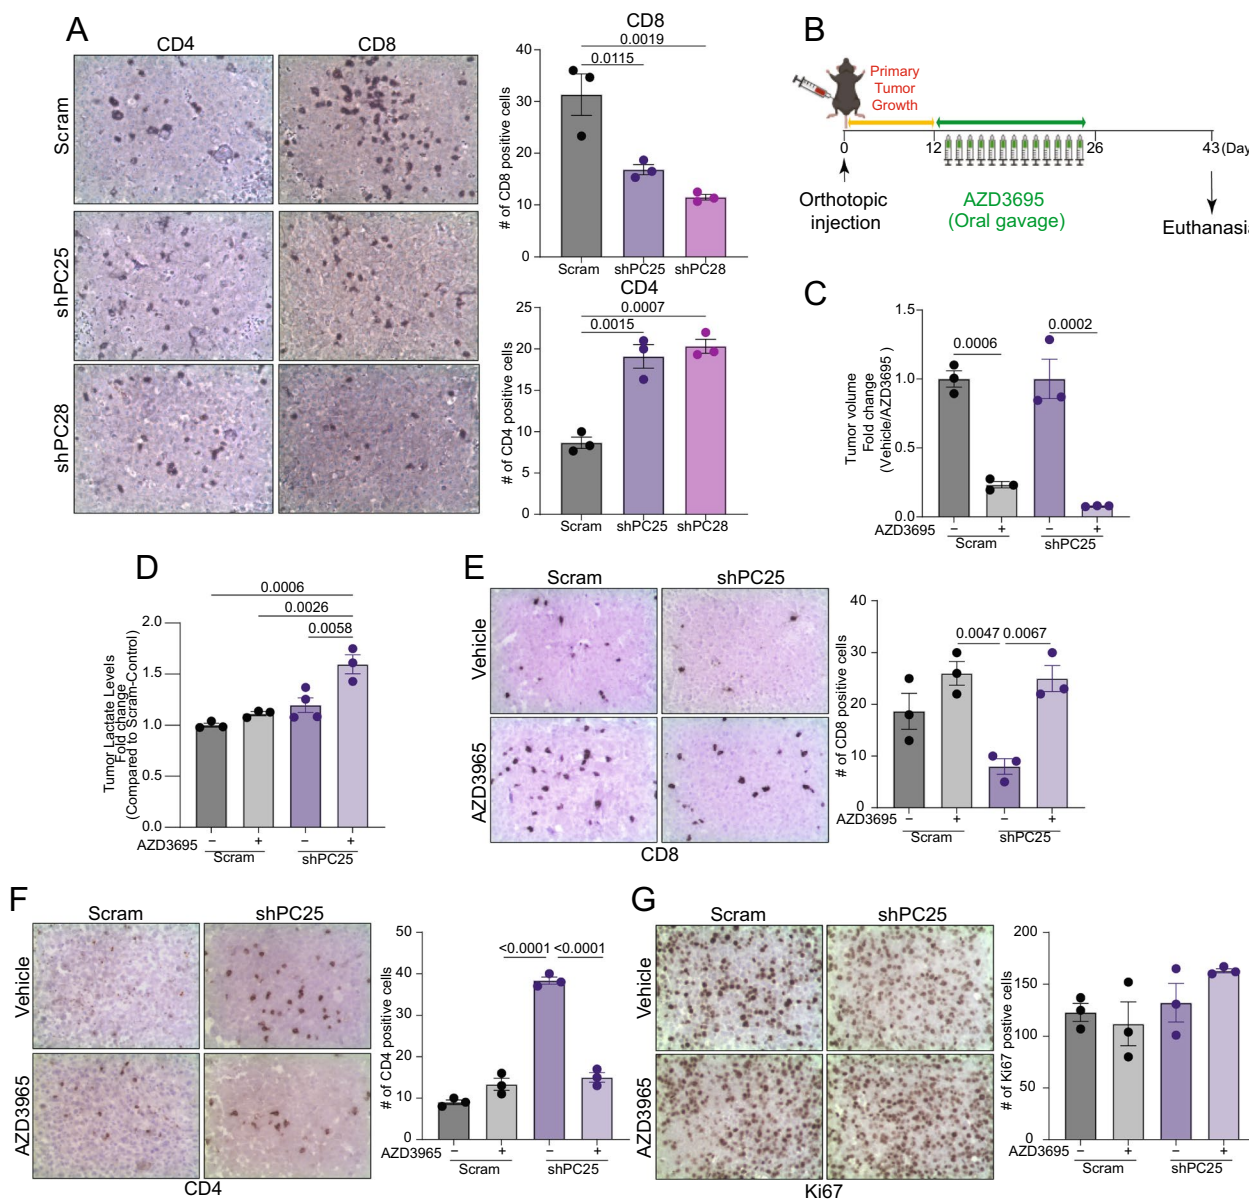 A
CD4
CD8
Scram
shPC25
shPC28
CD8
# of CD8 positive cells
40
30
20
10
0
0.0019
0.0115
Scram
shPC25
shPC28
CD4
# of CD4 positive cells
25
20
15
10
5
0
0.0007
0.0015
Scram
shPC25
shPC28
B
Primary
Tumor
Growth
0
12
26
43 (Day
Orthotopic
injection
AZD3695
(Oral gavage)
Euthanasia
C
Tumor volume
Fold change
(Vehicle/AZD3695 )
1.5
1.0
0.5
0.0
0.0006
0.0002
AZD3695
−
+
−
+
Scram
shPC25
D
Tumor Lactate Levels
Fold change
(Compared to Scram-Control)
2.0
1.5
1.0
0.5
0.0
0.0006
0.0026
0.0058
AZD3695
−
+
−
+
Scram
shPC25
E
Scram
shPC25
Vehicle
AZD3965
CD8
# of CD8 positive cells
40
30
20
10
0
0.0047
0.0067
AZD3695
−
+
−
+
Scram
shPC25
F
Scram
shPC25
Vehicle
AZD3965
CD4
# of CD4 positive cells
50
40
30
20
10
0
<0.0001
<0.0001
AZD3965
−
+
−
+
Scram
shPC25
G
Scram
shPC25
Vehicle
AZD3965
Ki67
# of Ki67 postive cells
200
150
100
50
0
AZD3695
−
+
−
+
Scram
shPC25